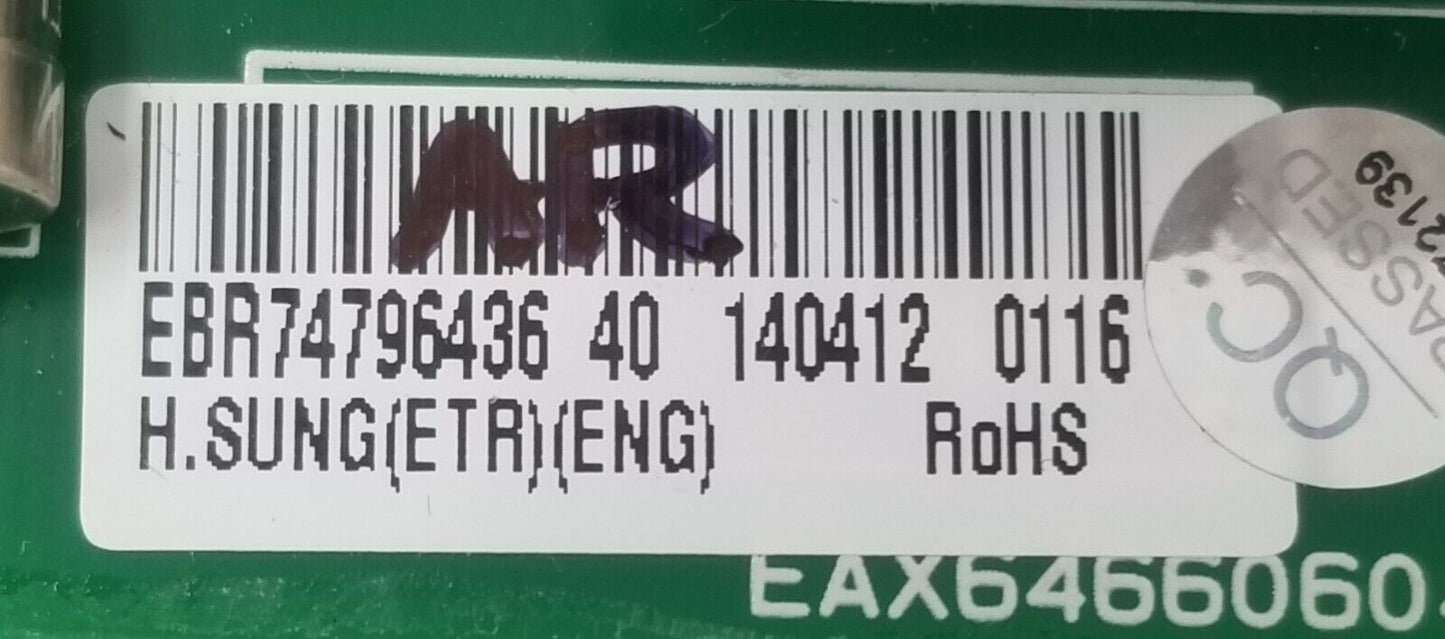 AR
EBR74796436 40 140412 0116
H.SUNG(ETR)(ENG) RoHS
QC
PASSED
EAX6466060